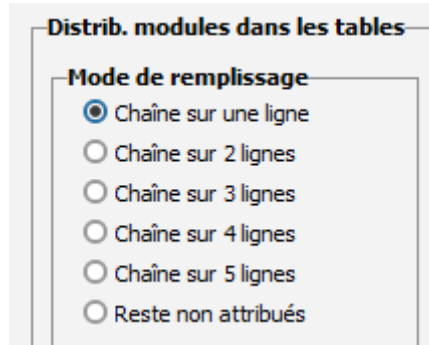 Distrib. modules dans les tables
Mode de remplissage
Chaîne sur une ligne
Chaîne sur 2 lignes
Chaîne sur 3 lignes
Chaîne sur 4 lignes
Chaîne sur 5 lignes
Reste non attribués